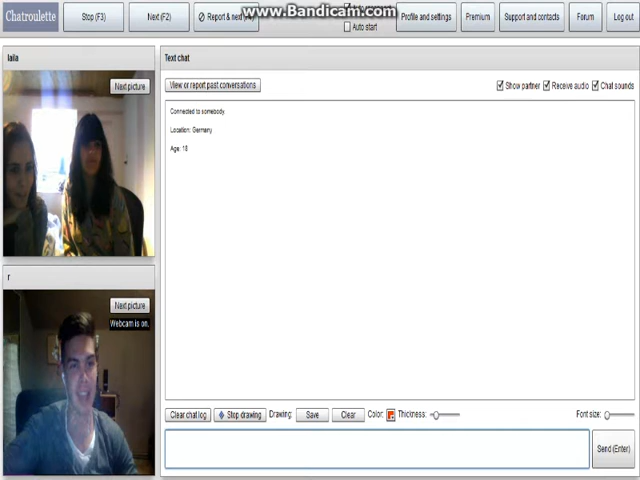 www.Bandicam.com
Chatroulette
Stop (F3)
Next (F2)
Report & next
Auto start
Profile and settings
Premium
Support and contacts
Forum
Log out
laila
Next picture
Text chat
View or report past conversations
Show partner
Receive audio
Chat sounds
Connected to somebody.
Location: Germany
Age: 18
r
Next picture
Webcam is on.
Clear chat log
Stop drawing
Drawing:
Save
Clear
Color:
Thickness:
Font size:
Send (Enter)